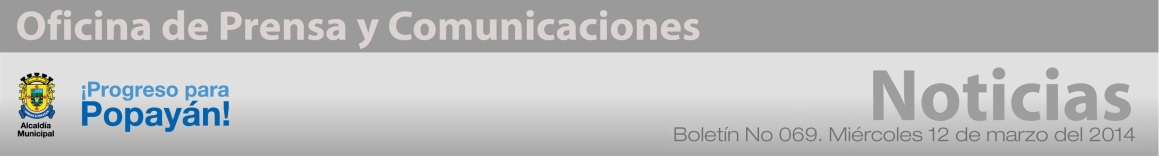 Oficina de Prensa y Comunicaciones
Alcaldía
Municipal
¡Progreso para
Popayán!
Noticias
Boletín No 069. Miércoles 12 de marzo del 2014